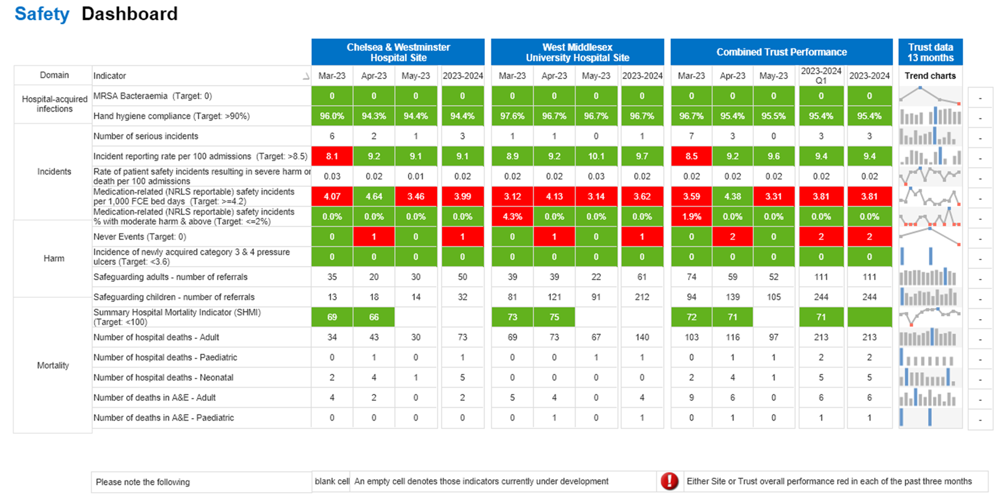 Safety Dashboard
Chelsea & Westminster Hospital Site West Middlesex University Hospital Site Combined Trust Performance Trust data 13 months
Domain Indicator Mar-23 Apr-23 May-23 2023-2024 Mar-23 Apr-23 May-23 2023-2024 Mar-23 Apr-23 May-23 2023-2024 Q1 2023-2024 Trend charts
Hospital-acquired infections
MRSA Bacteraemia (Target: 0) 0 0 0 0 0 0 0 0 0 0 0 0 0 -
Hand hygiene compliance (Target: >90%) 96.0% 94.3% 94.4% 94.4% 97.6% 96.7% 96.7% 96.7% 96.7% 95.4% 95.5% 95.4% 95.4% -
Incidents
Number of serious incidents 6 2 1 3 1 1 0 1 7 3 0 3 3 -
Incident reporting rate per 100 admissions (Target: >8.5) 8.1 9.2 9.1 9.1 8.9 9.2 10.1 9.7 8.5 9.2 9.6 9.4 9.4 -
Rate of patient safety incidents resulting in severe harm or death per 100 admissions 0.03 0.02 0.01 0.02 0.02 0.02 0.03 0.02 0.02 0.02 0.02 0.02 0.02 -
Medication-related (NRLS reportable) safety incidents per 1,000 FCE bed days (Target: >=4.2) 4.07 4.64 3.46 3.99 3.12 4.13 3.14 3.62 3.59 4.38 3.31 3.81 3.81 -
Medication-related (NRLS reportable) safety incidents % with moderate harm & above (Target: <=2%) 0.0% 0.0% 0.0% 0.0% 4.3% 0.0% 0.0% 0.0% 1.9% 0.0% 0.0% 0.0% 0.0% -
Harm
Never Events (Target: 0) 0 1 0 1 0 1 0 1 0 2 0 2 2 -
Incidence of newly acquired category 3 & 4 pressure ulcers (Target: <3.6) 0 0 0 0 0 0 0 0 0 0 0 0 0 -
Safeguarding adults - number of referrals 35 20 30 50 39 39 22 61 74 59 52 111 111 -
Safeguarding children - number of referrals 13 18 14 32 81 121 91 212 94 139 105 244 244 -
Mortality
Summary Hospital Mortality Indicator (SHMI) (Target: <100) 69 66 73 75 72 71 71 -
Number of hospital deaths - Adult 34 43 30 73 69 73 67 140 103 116 97 213 213 -
Number of hospital deaths - Paediatric 0 1 0 1 0 0 1 1 0 1 1 2 2 -
Number of hospital deaths - Neonatal 2 4 1 5 0 0 0 0 2 4 1 5 5 -
Number of deaths in A&E - Adult 4 2 0 2 5 4 0 4 9 6 0 6 6 -
Number of deaths in A&E - Paediatric 0 0 0 0 0 1 0 1 0 1 0 1 1 -
Please note the following blank cell An empty cell denotes those indicators currently under development ! Either Site or Trust overall performance red in each of the past three months